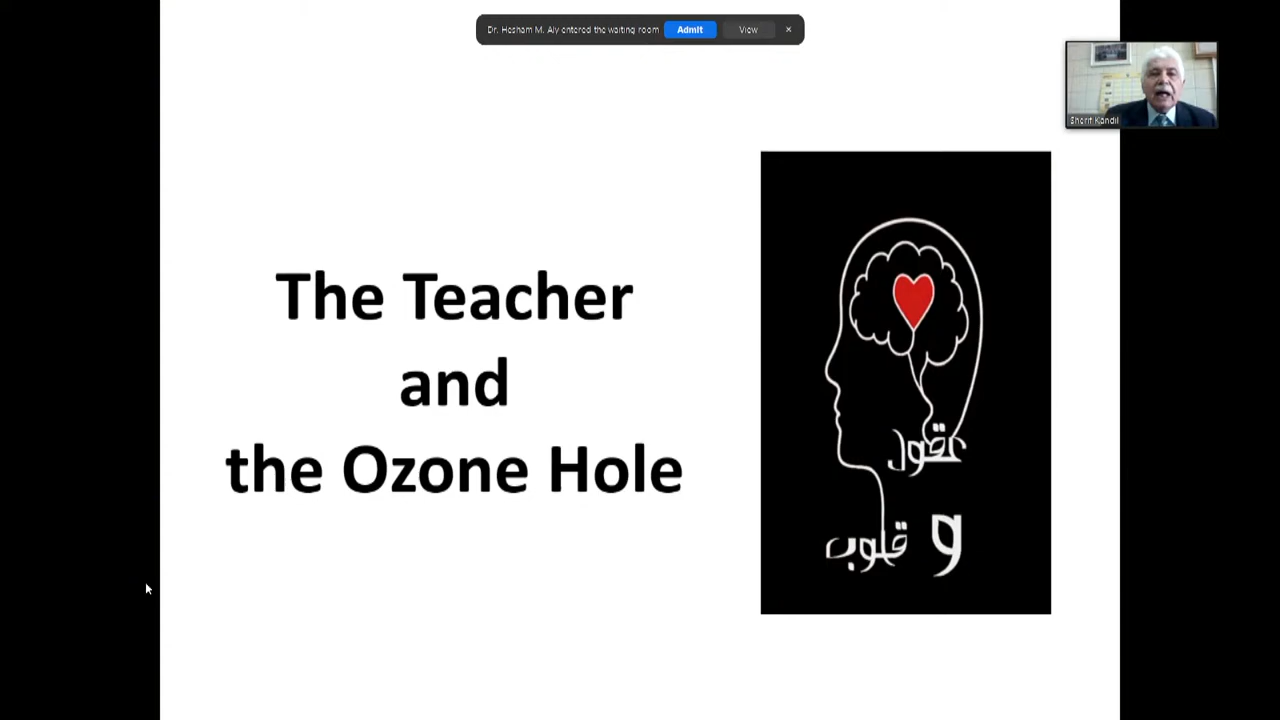 Dr. Hesham M. Aly entered the waiting room Admit View
Sherif Kandil
The Teacher
and
the Ozone Hole
عقول
و قلوب